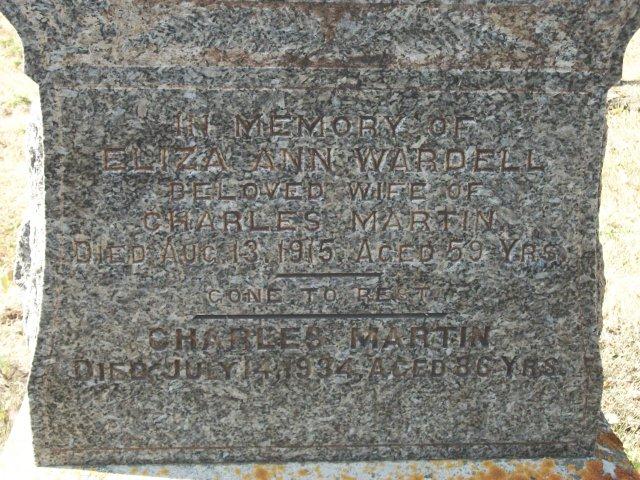 IN MEMORY OF
ELIZA ANN WARDELL
BELOVED WIFE OF
CHARLES MARTIN
DIED AUG. 13, 1915, AGED 59 YRS.
GONE TO REST
CHARLES MARTIN
DIED JULY 14, 1934, AGED 86 YRS.